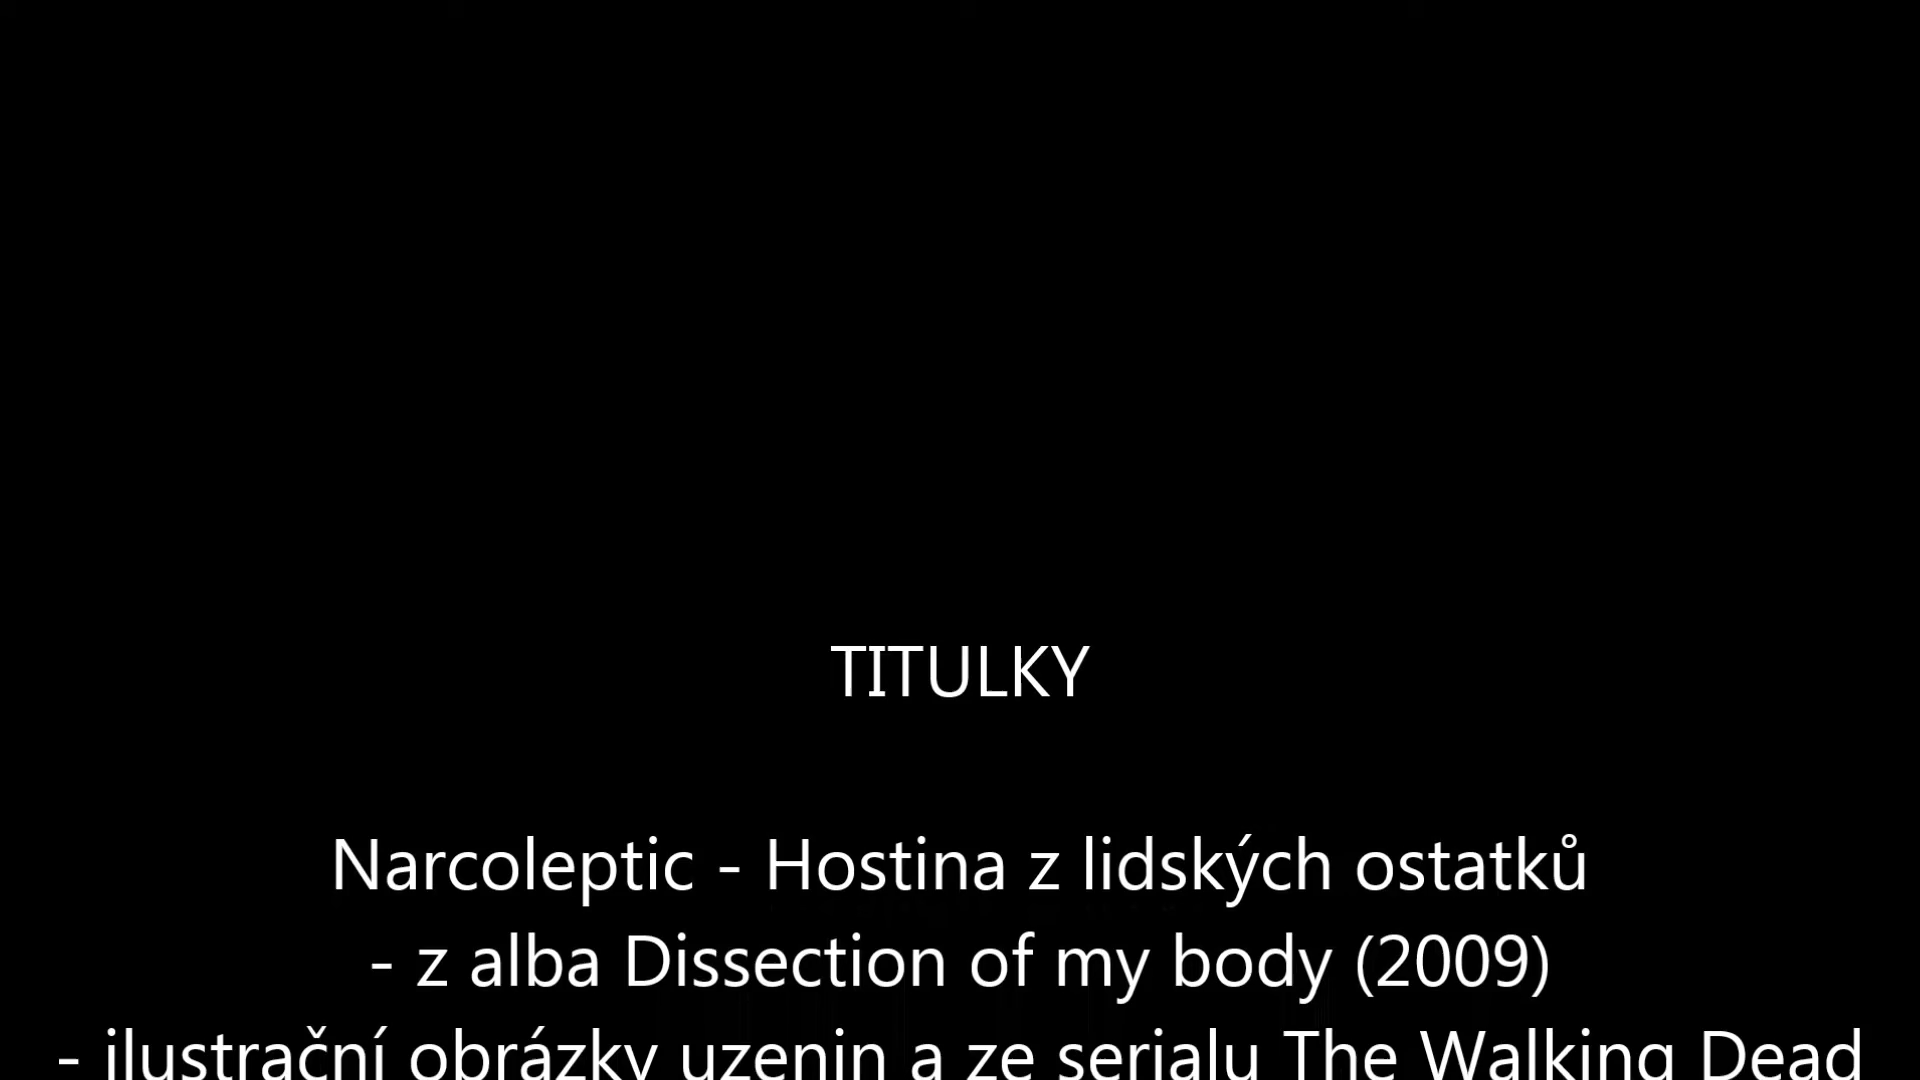 TITULKY
Narcoleptic - Hostina z lidských ostatků
- z alba Dissection of my body (2009)
- ilustrační obrázky uzenin a ze serialu The Walking Dead